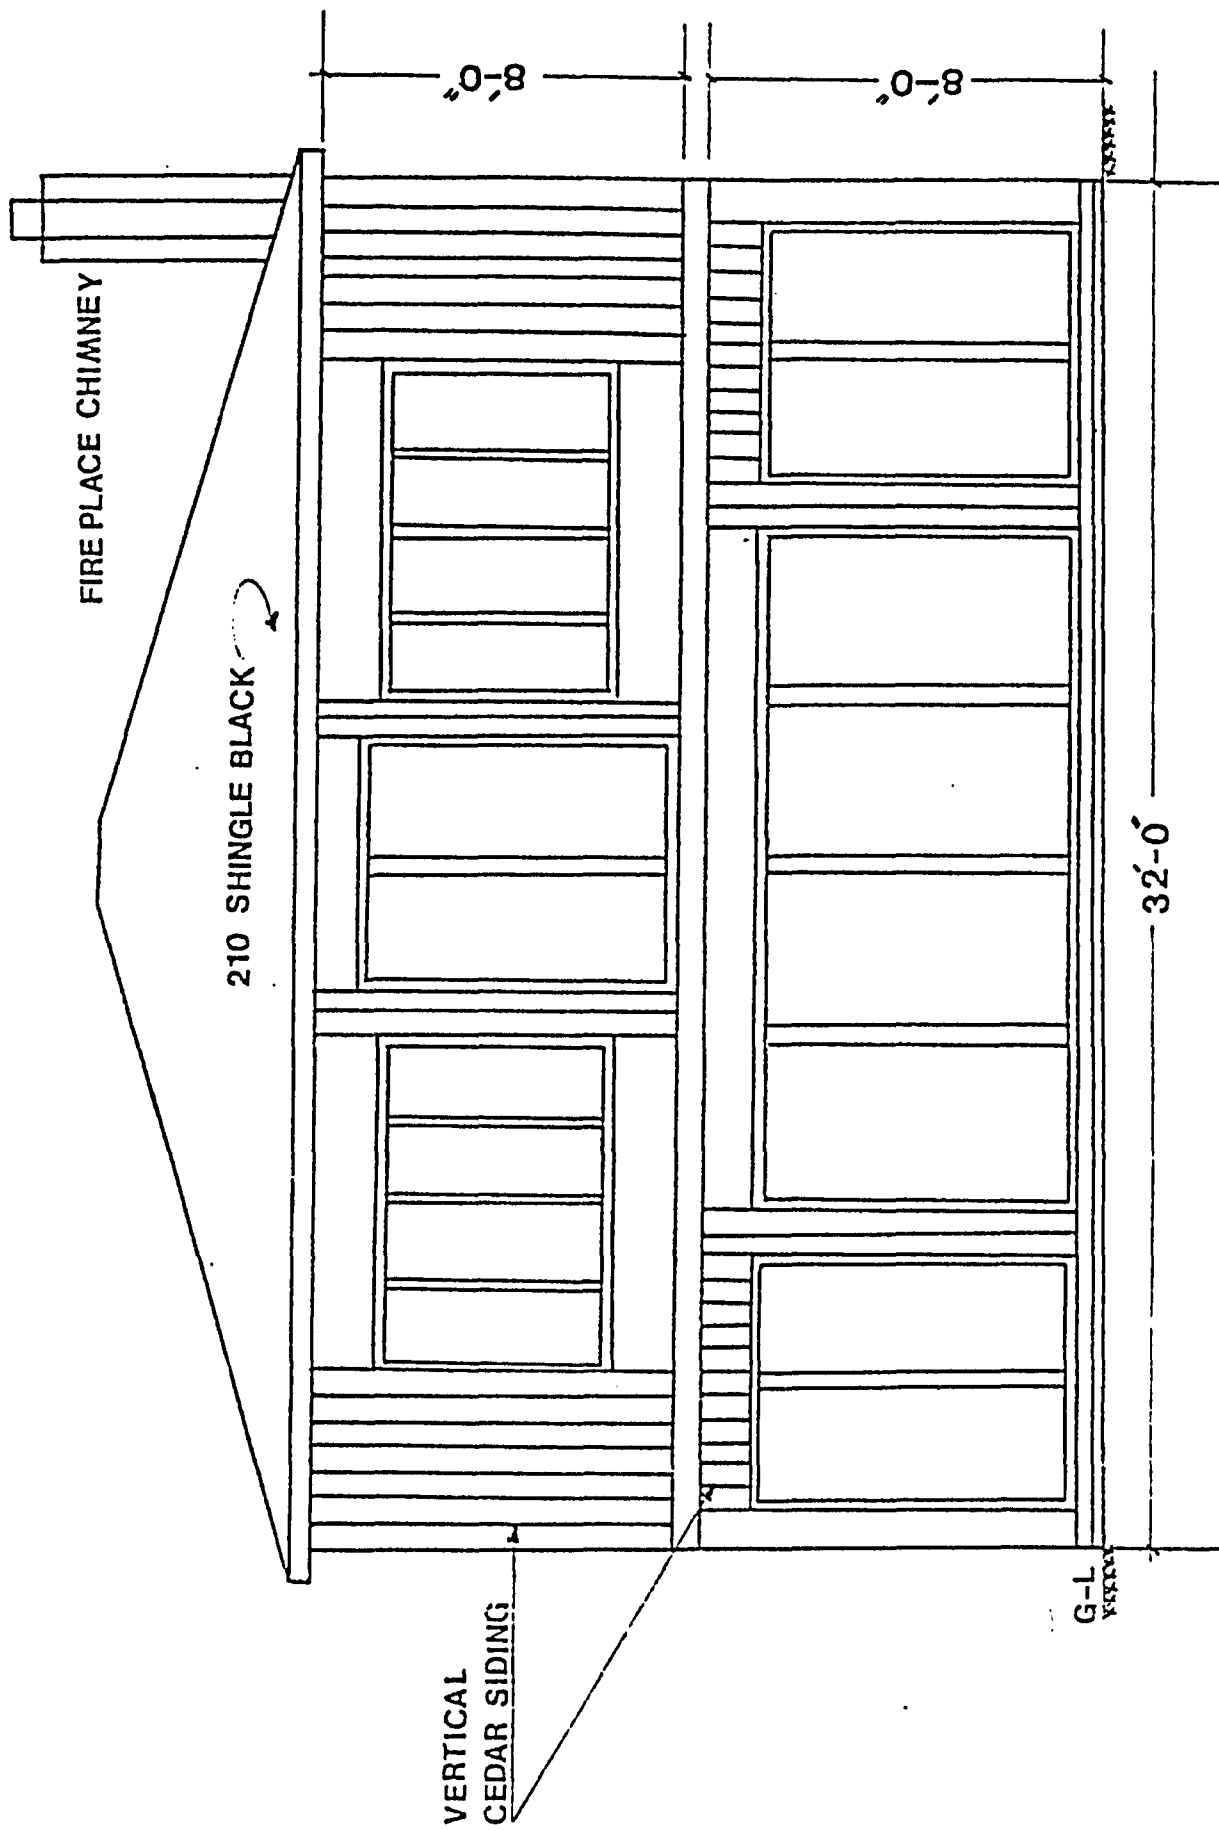 FIRE PLACE CHIMNEY
210 SHINGLE BLACK
8'-0"
8'-0"
VERTICAL
CEDAR SIDING
G-L
32'-0'